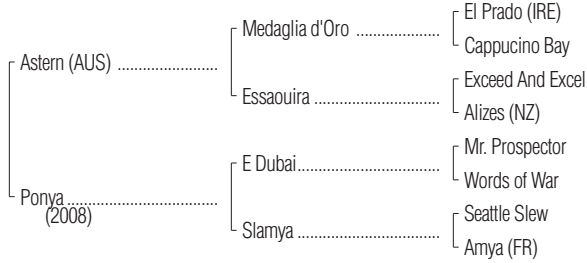 El Prado (IRE)
Medaglia d'Oro ....................
Cappucino Bay
Astern (AUS) ........................
Exceed And Excel
Essaouira ..............................
Alizes (NZ)
Mr. Prospector
E Dubai..................................
Words of War
Ponya ....................................
(2008)
Seattle Slew
Slamya ..................................
Amya (FR)